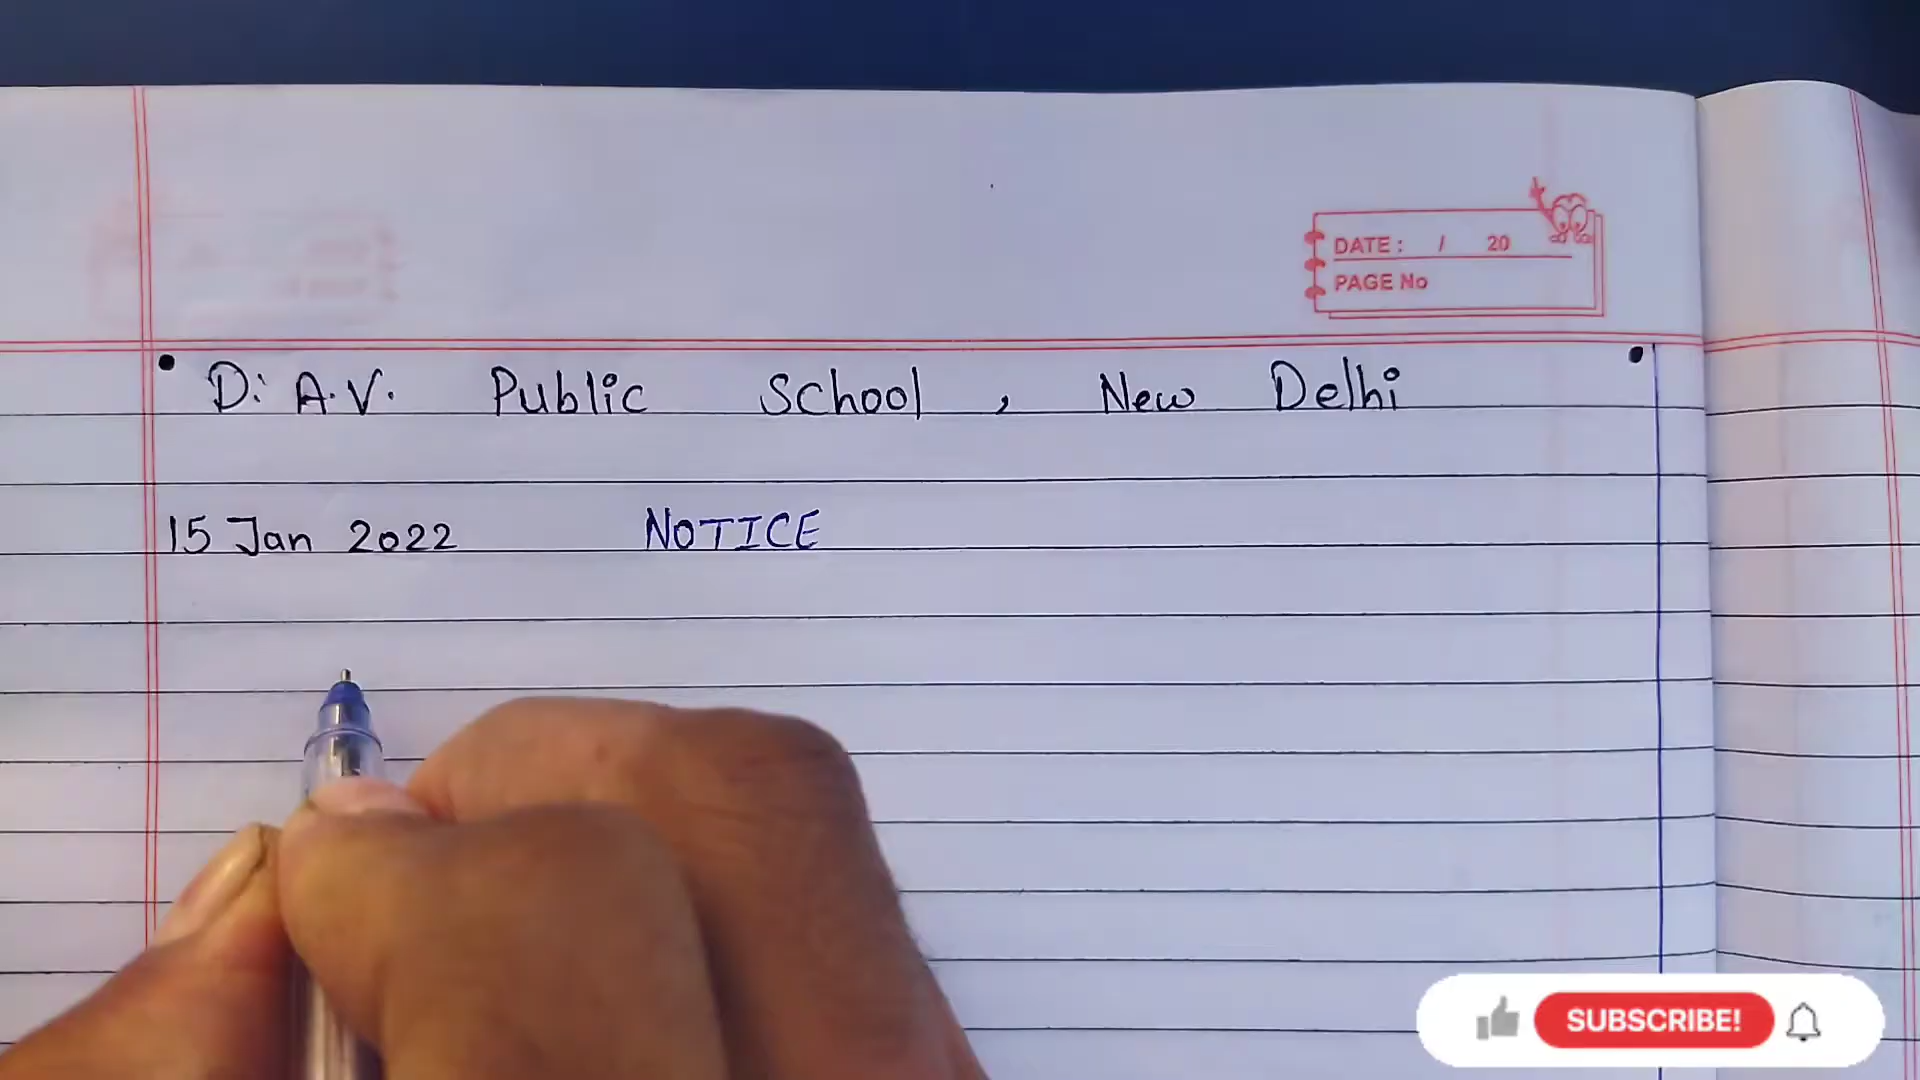 DATE: / 20
PAGE No
D. A.V. Public School, New Delhi
15 Jan 2022 NOTICE
SUBSCRIBE!